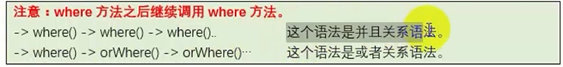 注意：where 方法之后继续调用 where 方法。
-> where() -> where() -> where().. 这个语法是并且关系语法。
-> where() -> orWhere() -> orWhere()··· 这个语法是或者关系语法。